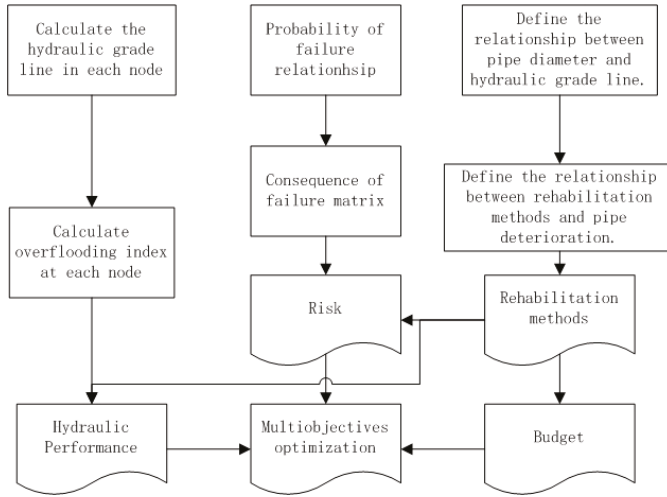 Calculate the
hydraulic grade
line in each node
Probability of
failure
relationhsip
Define the
relationship between
pipe diameter and
hydraulic grade line.
Consequence of
failure matrix
Define the relationship
between rehabilitation
methods and pipe
deterioration.
Calculate
overflooding index
at each node
Risk
Rehabilitation
methods
Hydraulic
Performance
Multiobjectives
optimization
Budget